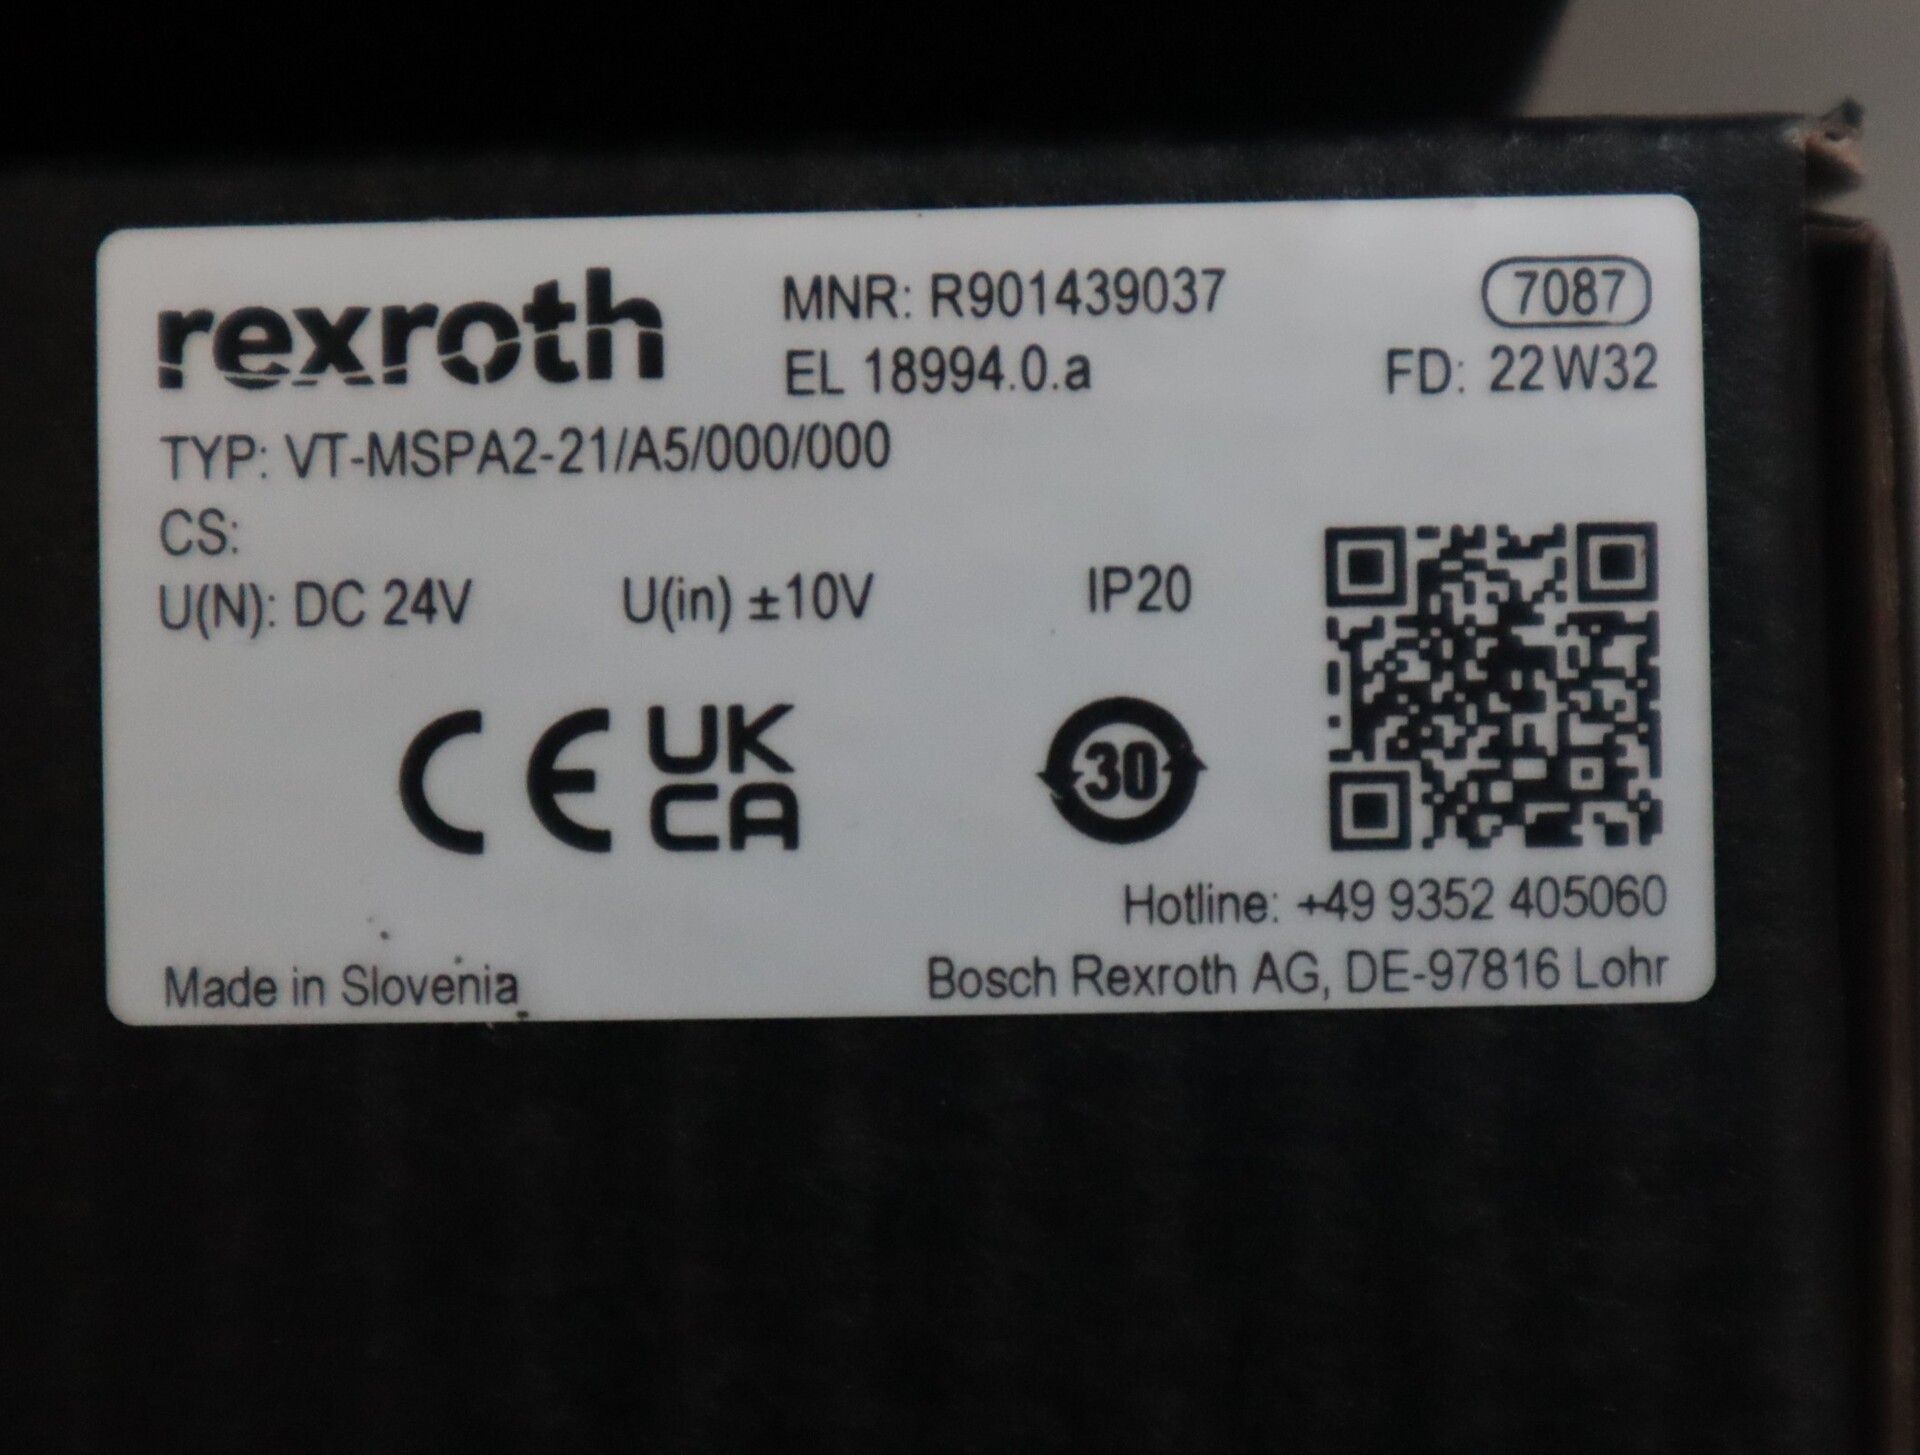 rexroth
MNR: R901439037
7087
EL 18994.0.a
FD: 22W32
TYP: VT-MSPA2-21/A5/000/000
CS:
U(N): DC 24V
U(in) ±10V
IP20
CE
UK
CA
30
Hotline: +49 9352 405060
Made in Slovenia
Bosch Rexroth AG, DE-97816 Lohr